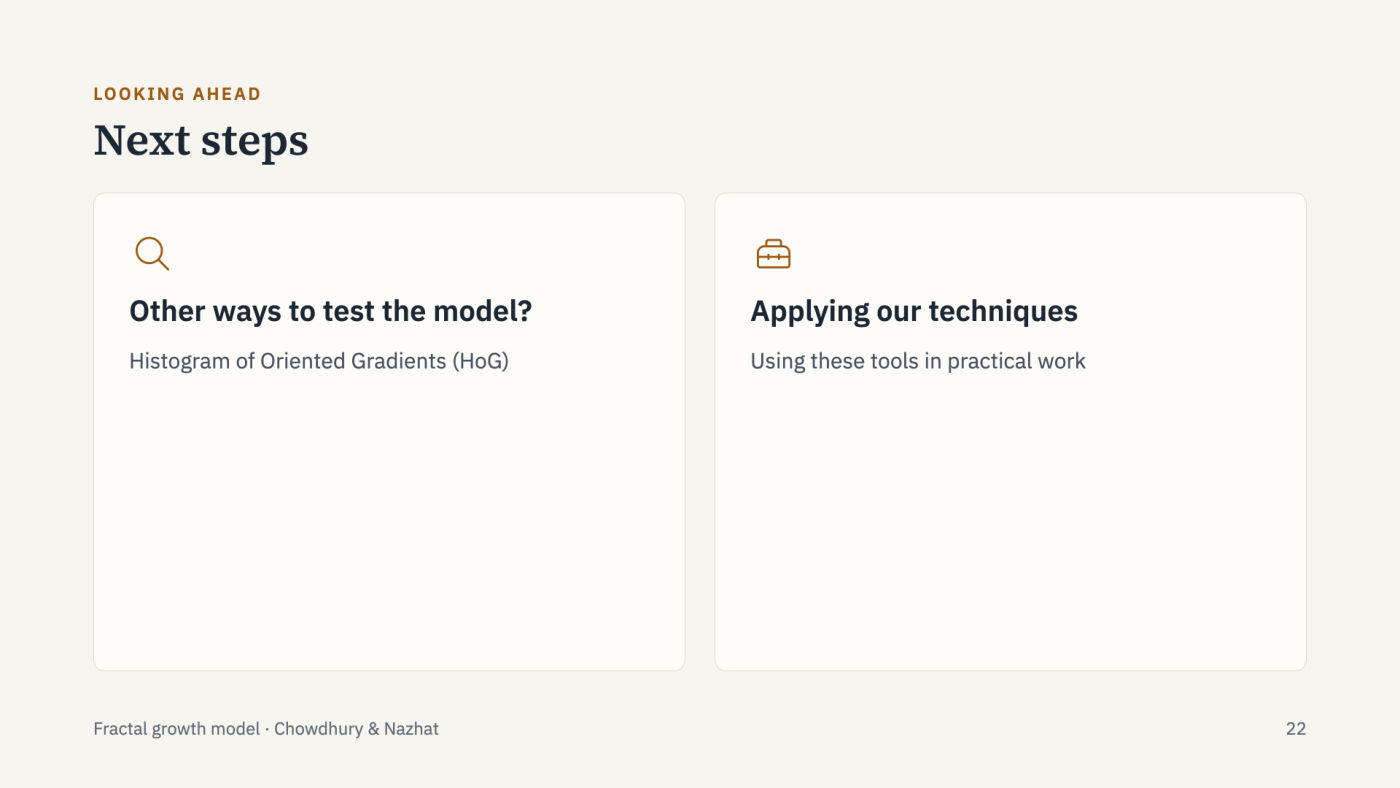 LOOKING AHEAD
Next steps
Other ways to test the model?
Histogram of Oriented Gradients (HoG)
Applying our techniques
Using these tools in practical work
Fractal growth model · Chowdhury & Nazhat
22